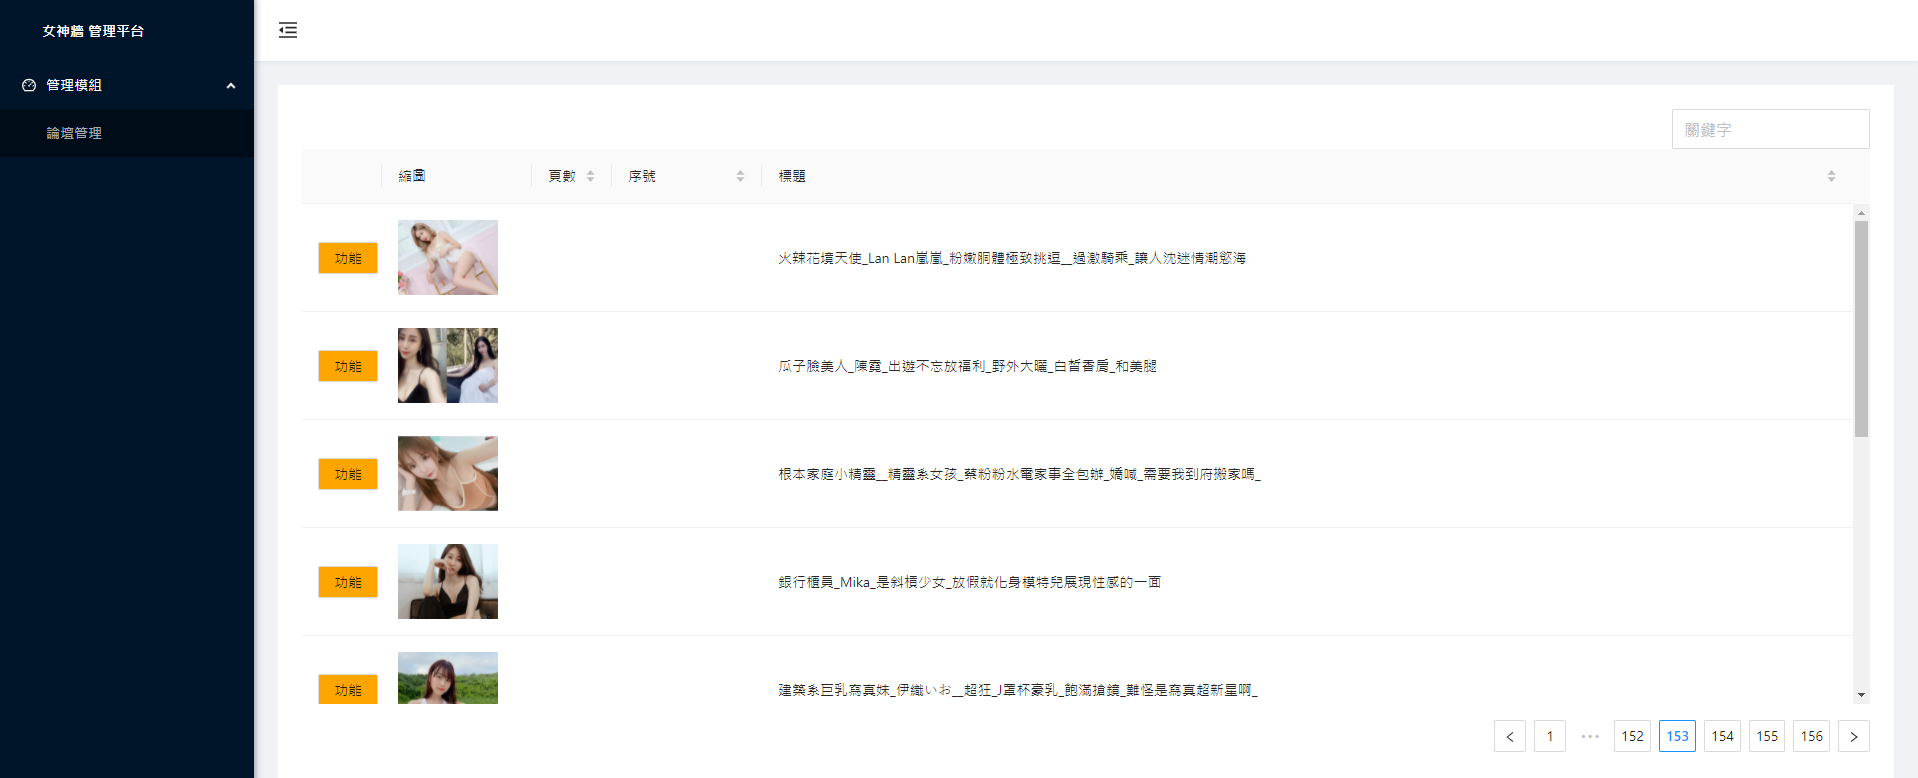 女神牆 管理平台
管理模組
論壇管理
關鍵字
縮圖 頁數 序號 標題
功能 火辣花境天使_Lan Lan嵐嵐_粉嫩胴體極致挑逗__過激騎乘_讓人沈迷情潮慾海
功能 瓜子臉美人_陳霓_出遊不忘放福利_野外大曬_白皙香肩_和美腿
功能 根本家庭小精靈__精靈系女孩_蔡粉粉水電家事全包辦_嬌喊_需要我到府搬家嗎_
功能 銀行櫃員_Mika_是斜槓少女_放假就化身模特兒展現性感的一面
功能 建築系巨乳寫真妹_伊織いお__超狂_J罩杯豪乳_飽滿搶鏡_難怪是寫真超新星啊_
< 1 ••• 152 153 154 155 156 >